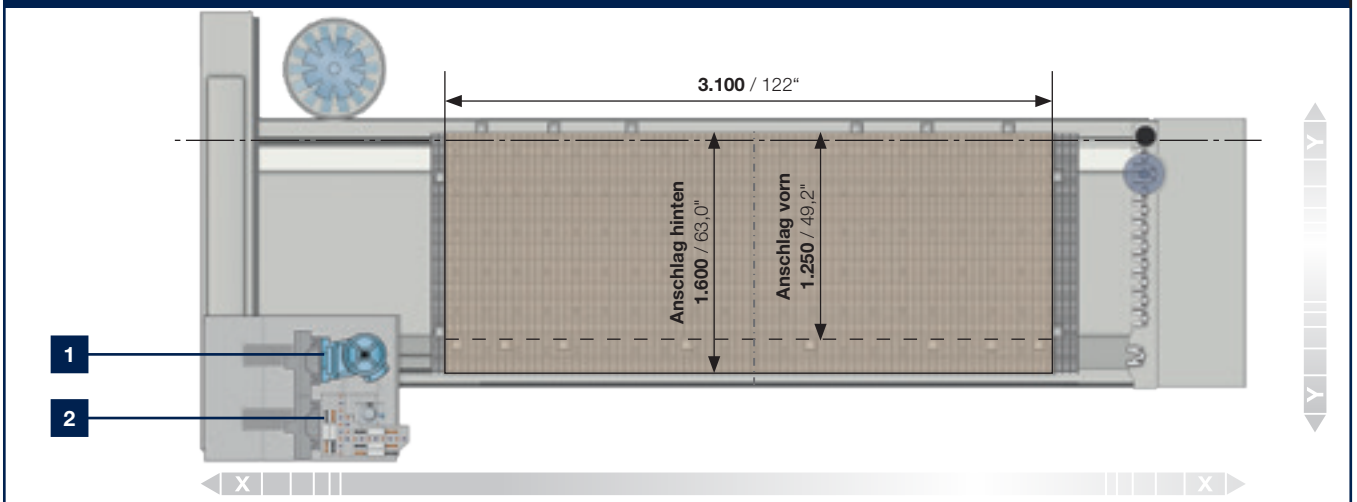 3.100 / 122“
Anschlag hinten
1.600 / 63,0"
Anschlag vorn
1.250 / 49,2"
Y
1
2
Y
X
X